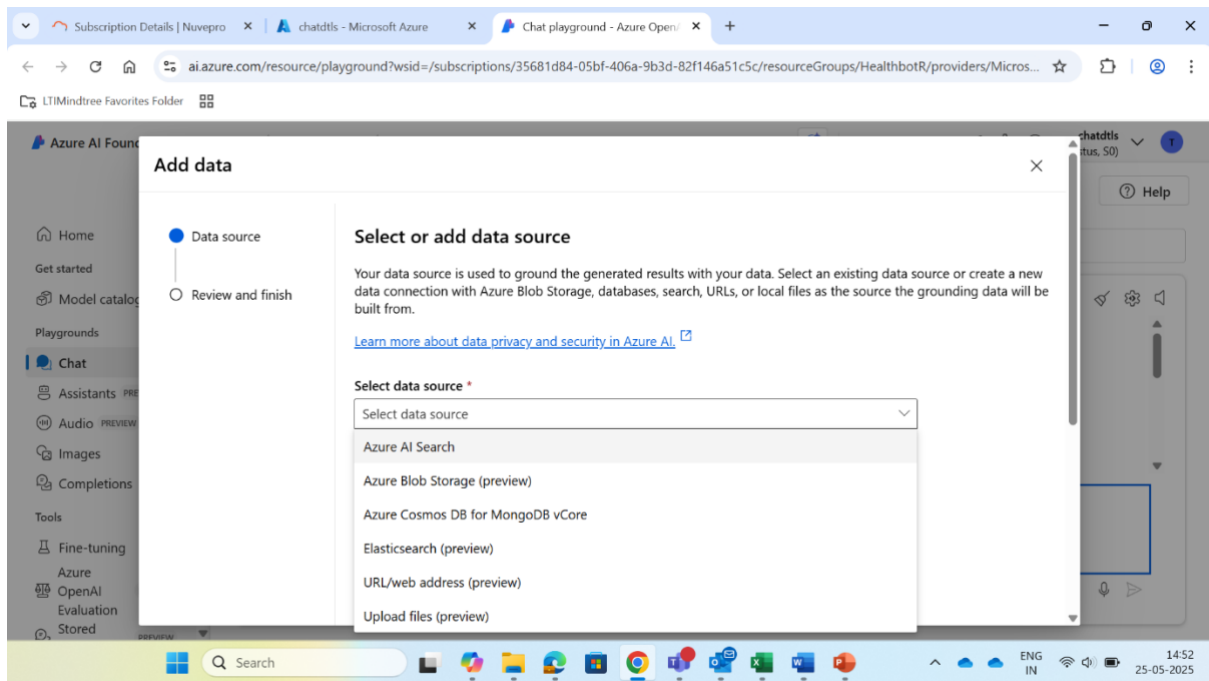 Subscription Details | Nuvepro
chatdtls - Microsoft Azure
Chat playground - Azure Open
ai.azure.com/resource/playground?wsid=/subscriptions/35681d84-05bf-406a-9b3d-82f146a51c5c/resourceGroups/HealthbotR/providers/Micros...
LTIMindtree Favorites Folder
Azure AI Found
chatdtls
stus, S0)
T
Help
Home
Get started
Model catalog
Playgrounds
Chat
Assistants PRE
Audio PREVIEW
Images
Completions
Tools
Fine-tuning
Azure
OpenAI
Evaluation
Stored
PREVIEW
Add data
Data source
Review and finish
Select or add data source
Your data source is used to ground the generated results with your data. Select an existing data source or create a new
data connection with Azure Blob Storage, databases, search, URLs, or local files as the source the grounding data will be
built from.
Learn more about data privacy and security in Azure AI.
Select data source *
Select data source
Azure AI Search
Azure Blob Storage (preview)
Azure Cosmos DB for MongoDB vCore
Elasticsearch (preview)
URL/web address (preview)
Upload files (preview)
Search
ENG
IN
14:52
25-05-2025